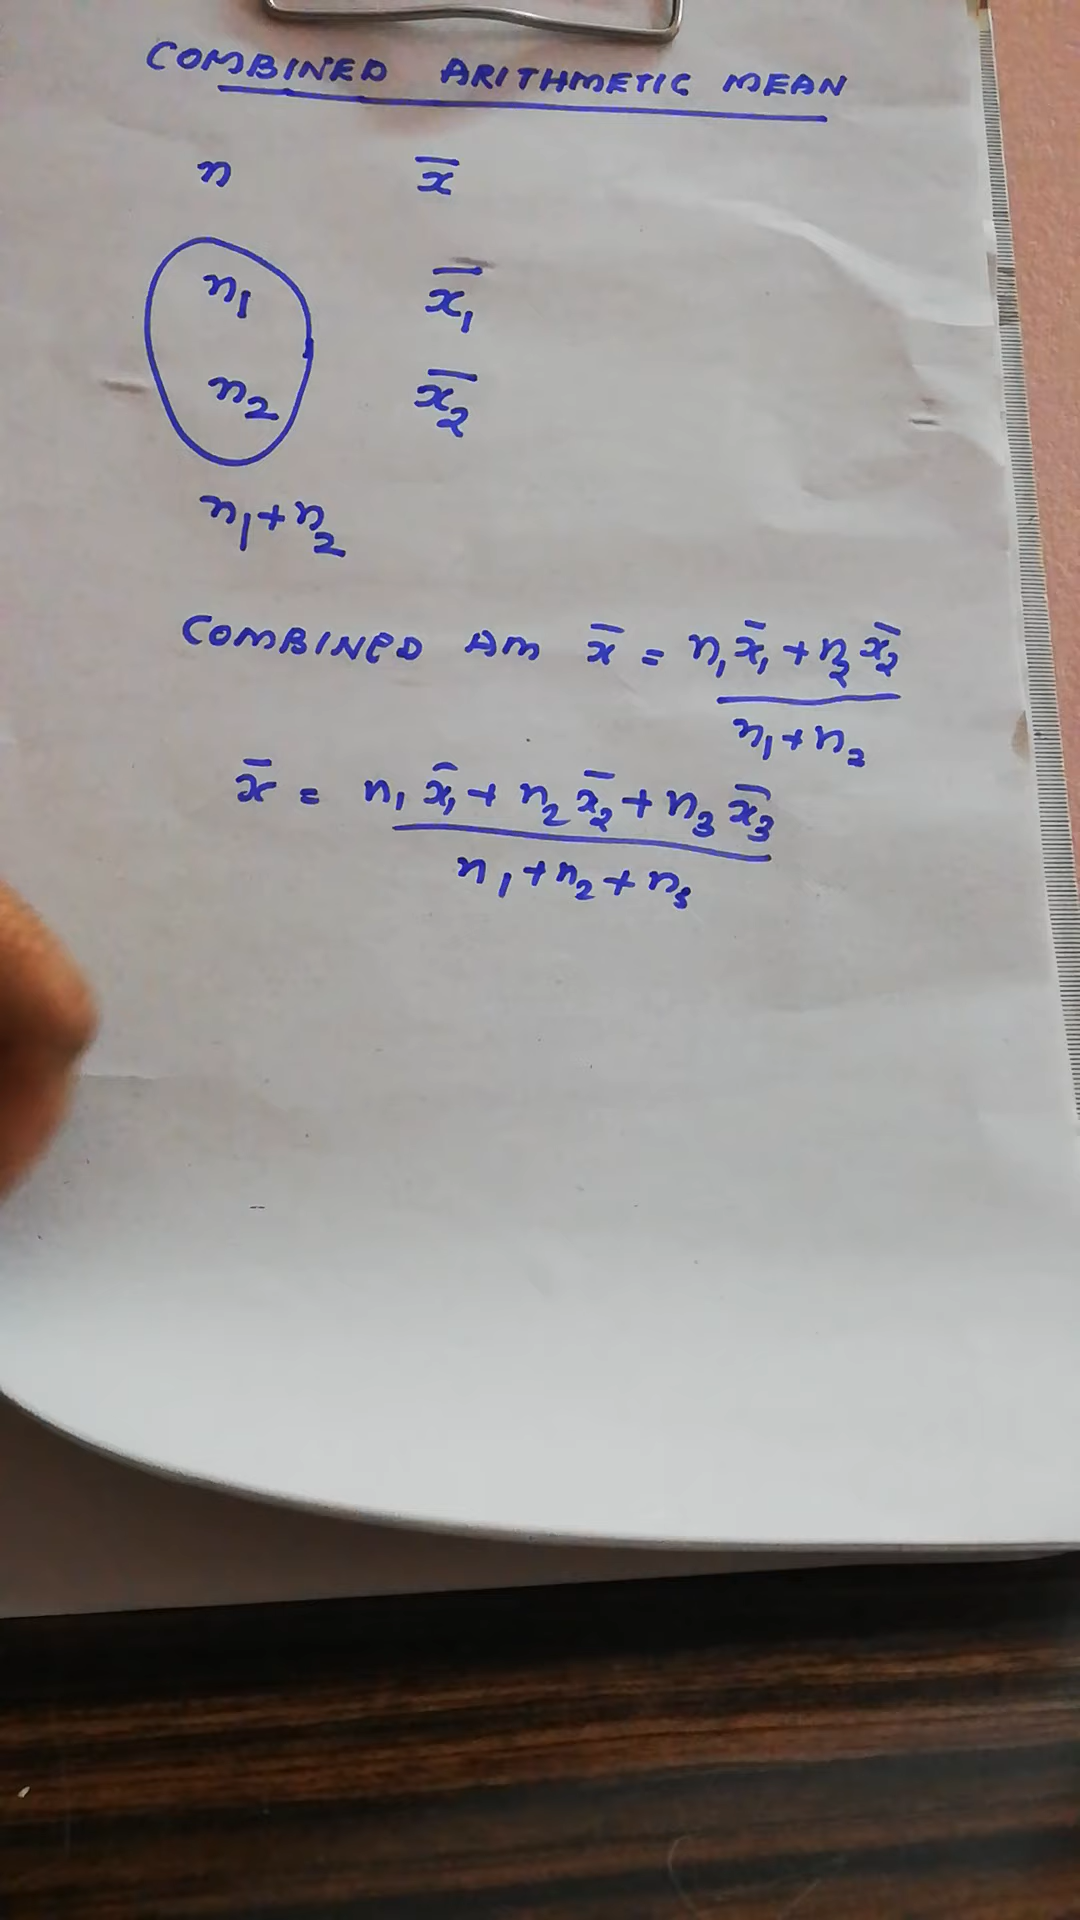 COMBINED ARITHMETIC MEAN
n x̄
n₁ x̄₁
n₂ x̄₂
n₁+n₂
COMBINED AM x̄ = n₁x̄₁+n₂x̄₂
n₁+n₂
x̄ = n₁x̄₁+n₂x̄₂+n₃x̄₃
n₁+n₂+n₃